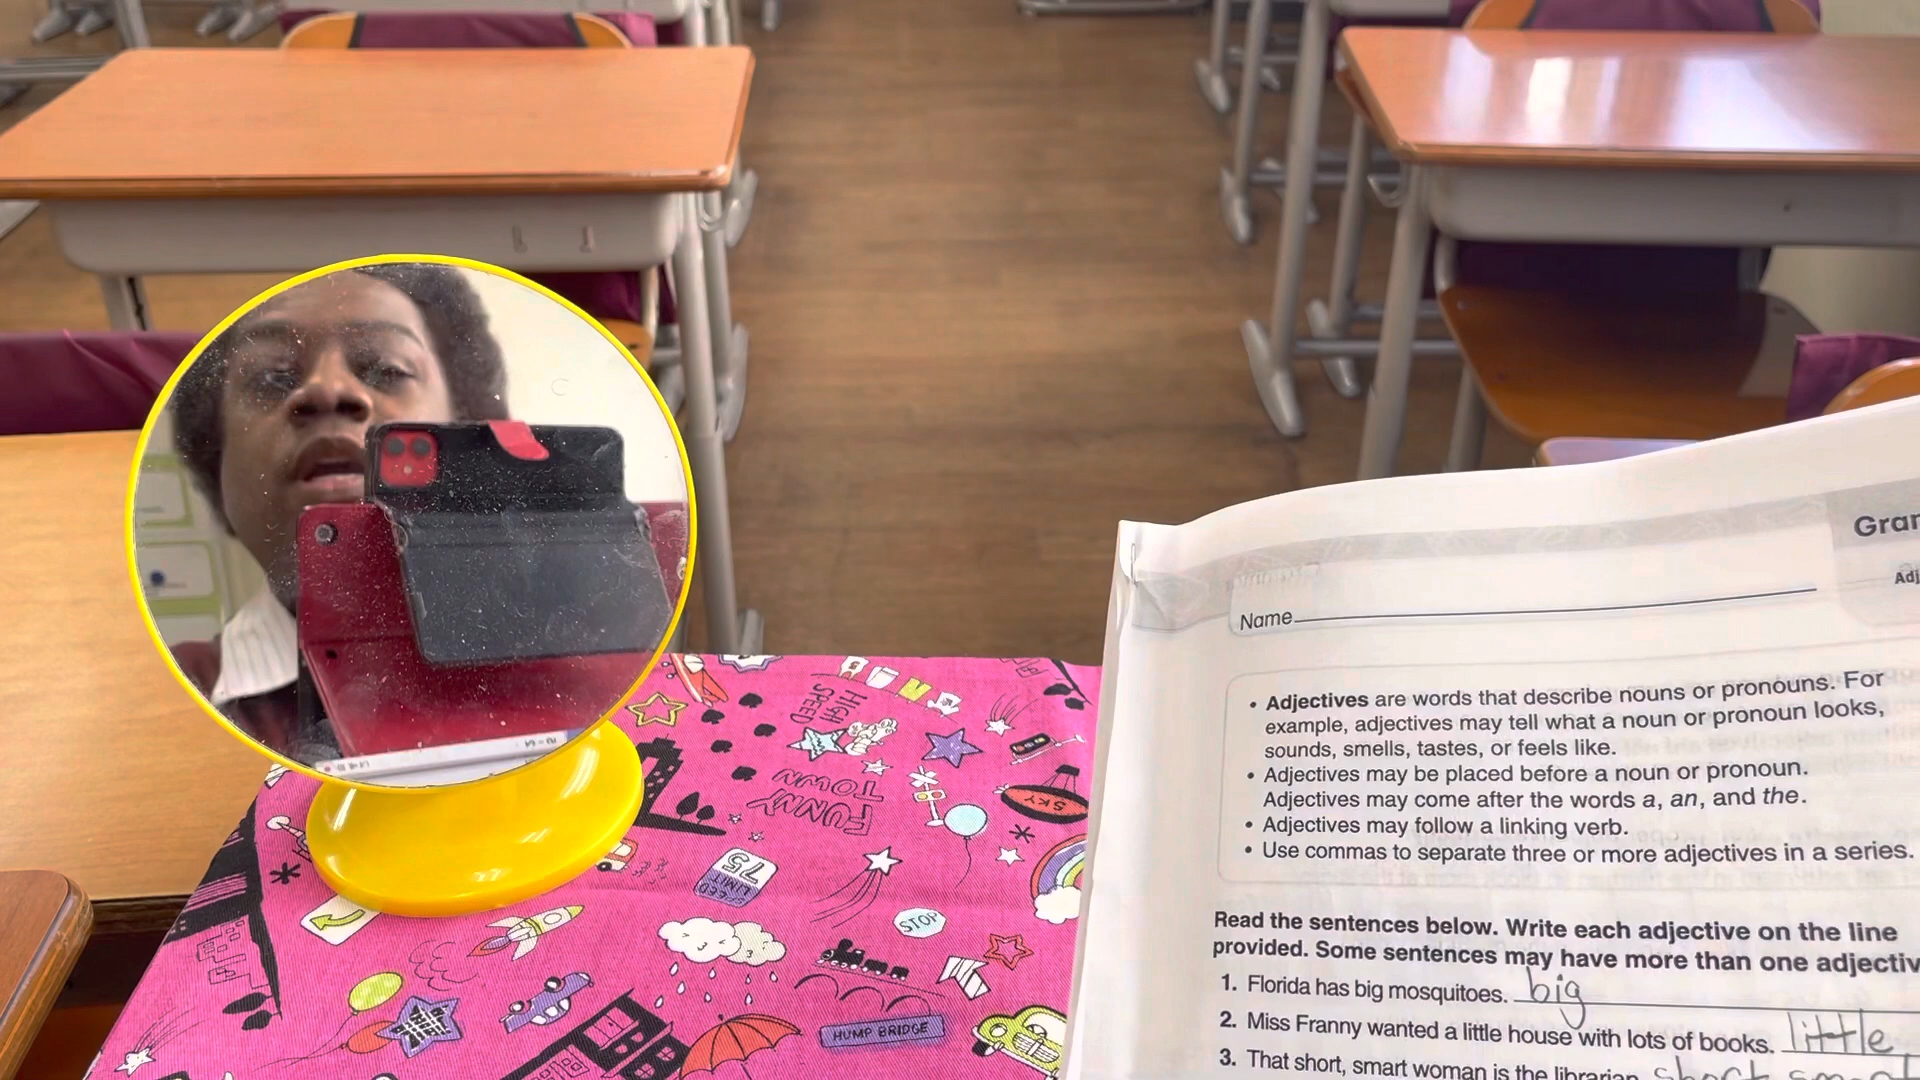 Gra
Adj
Name
• Adjectives are words that describe nouns or pronouns. For
example, adjectives may tell what a noun or pronoun looks,
sounds, smells, tastes, or feels like.
• Adjectives may be placed before a noun or pronoun.
Adjectives may come after the words a, an, and the.
• Adjectives may follow a linking verb.
• Use commas to separate three or more adjectives in a series.
Read the sentences below. Write each adjective on the line
provided. Some sentences may have more than one adjectiv
1. Florida has big mosquitoes. big
2. Miss Franny wanted a little house with lots of books. little
3. That short, smart woman is the librarian. short smart
HIGH
SPEED
FUNNY
TOWN
SKY
SPEED
LIMIT
75
STOP
HUMP BRIDGE